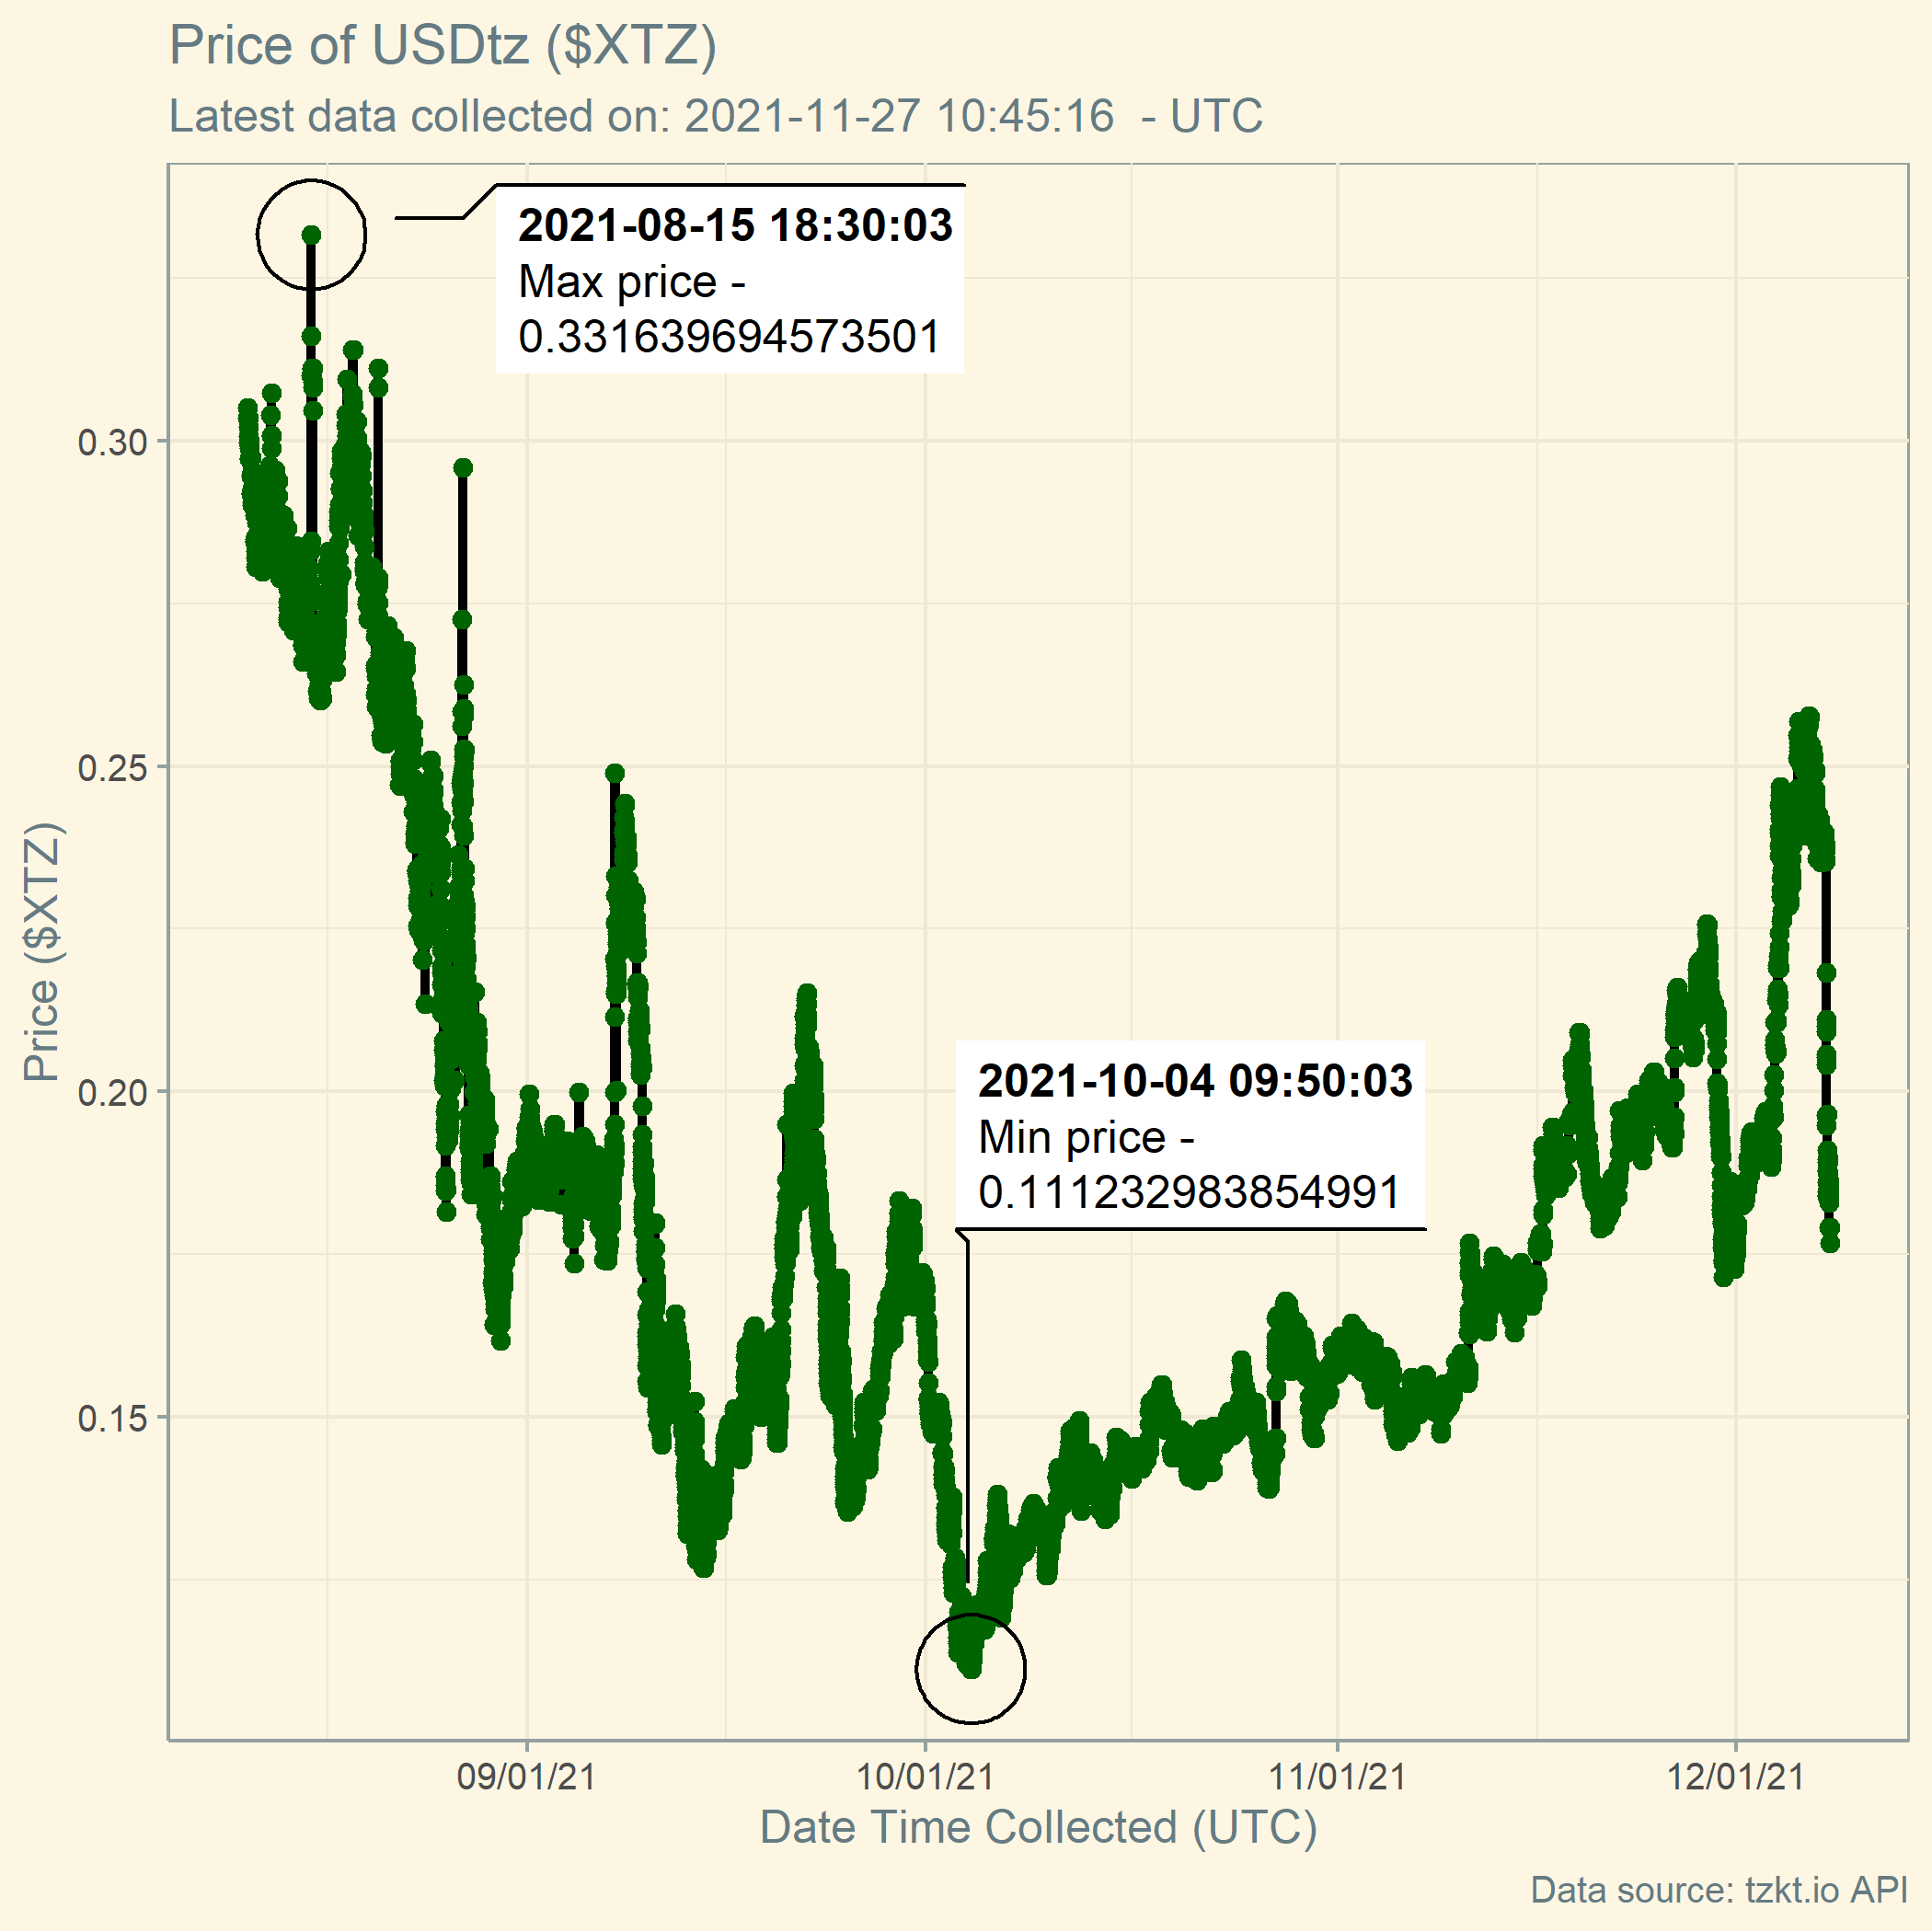 Price of USDtz ($XTZ)
Latest data collected on: 2021-11-27 10:45:16  - UTC
2021-08-15 18:30:03
Max price -
0.331639694573501
0.30
0.25
2021-10-04 09:50:03
Min price -
0.111232983854991
0.20
0.15
Price ($XTZ)
09/01/21
10/01/21
11/01/21
12/01/21
Date Time Collected (UTC)
Data source: tzkt.io API